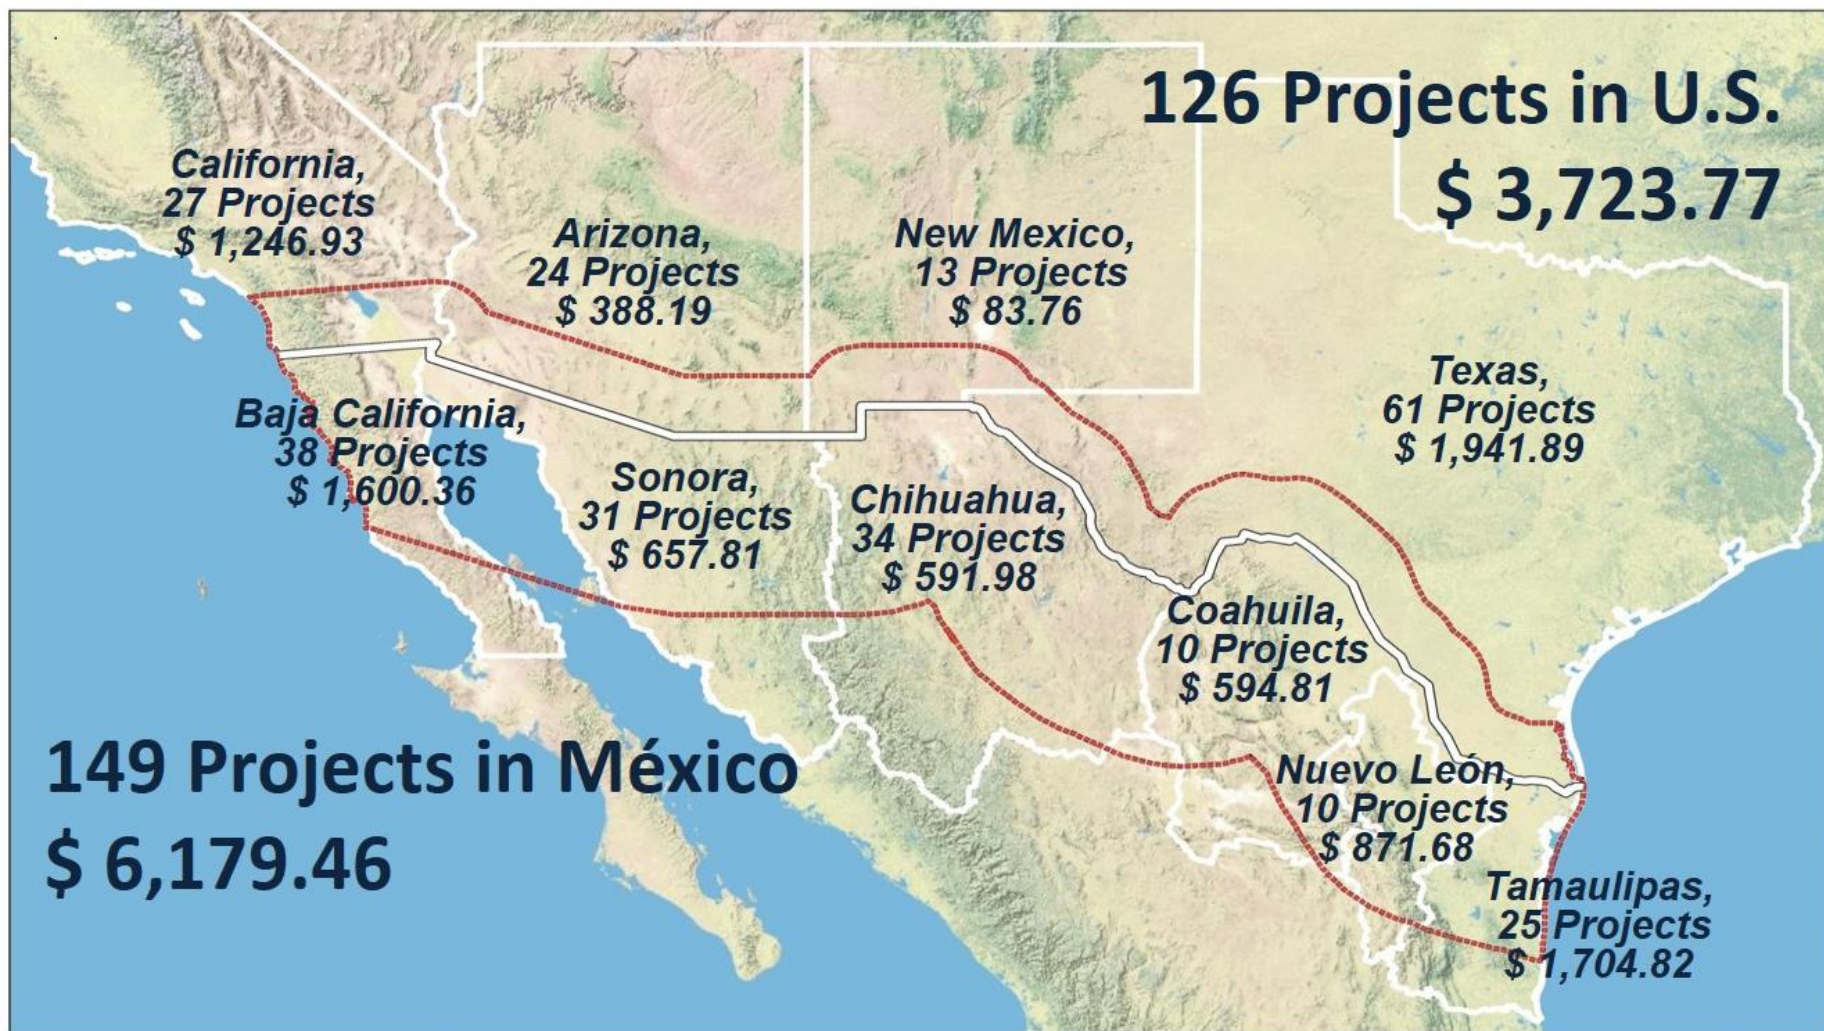 126 Projects in U.S.
$ 3,723.77
California,
27 Projects
$ 1,246.93
Arizona,
24 Projects
$ 388.19
New Mexico,
13 Projects
$ 83.76
Texas,
61 Projects
$ 1,941.89
Baja California,
38 Projects
$ 1,600.36
Sonora,
31 Projects
$ 657.81
Chihuahua,
34 Projects
$ 591.98
Coahuila,
10 Projects
$ 594.81
Nuevo León,
10 Projects
$ 871.68
Tamaulipas,
25 Projects
$ 1,704.82
149 Projects in México
$ 6,179.46